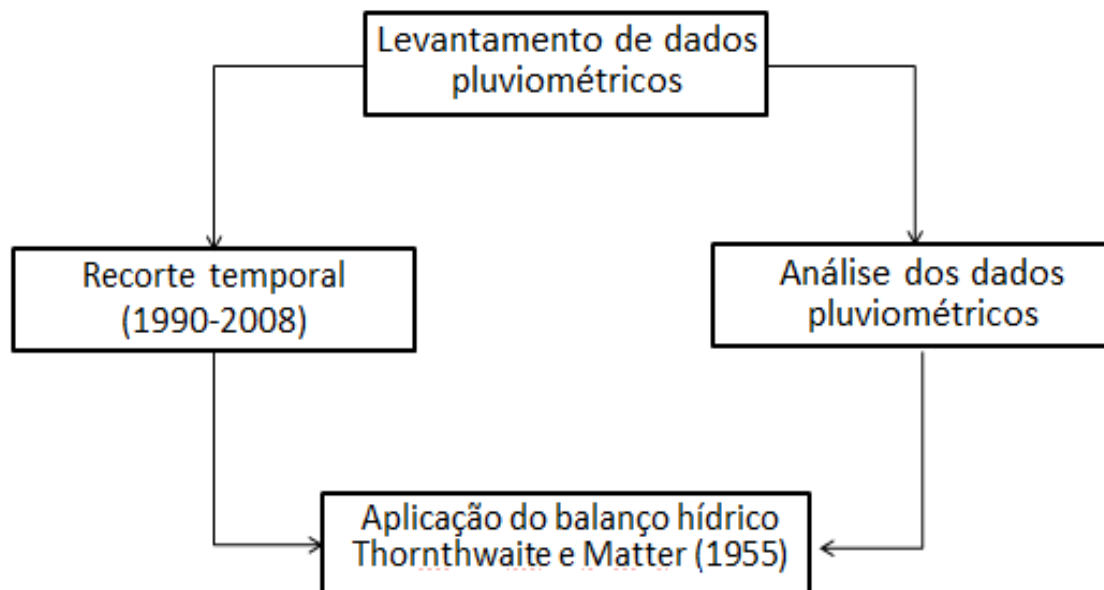 Levantamento de dados
pluviométricos
Recorte temporal
(1990-2008)
Análise dos dados
pluviométricos
Aplicação do balanço hídrico
Thornthwaite e Matter (1955)